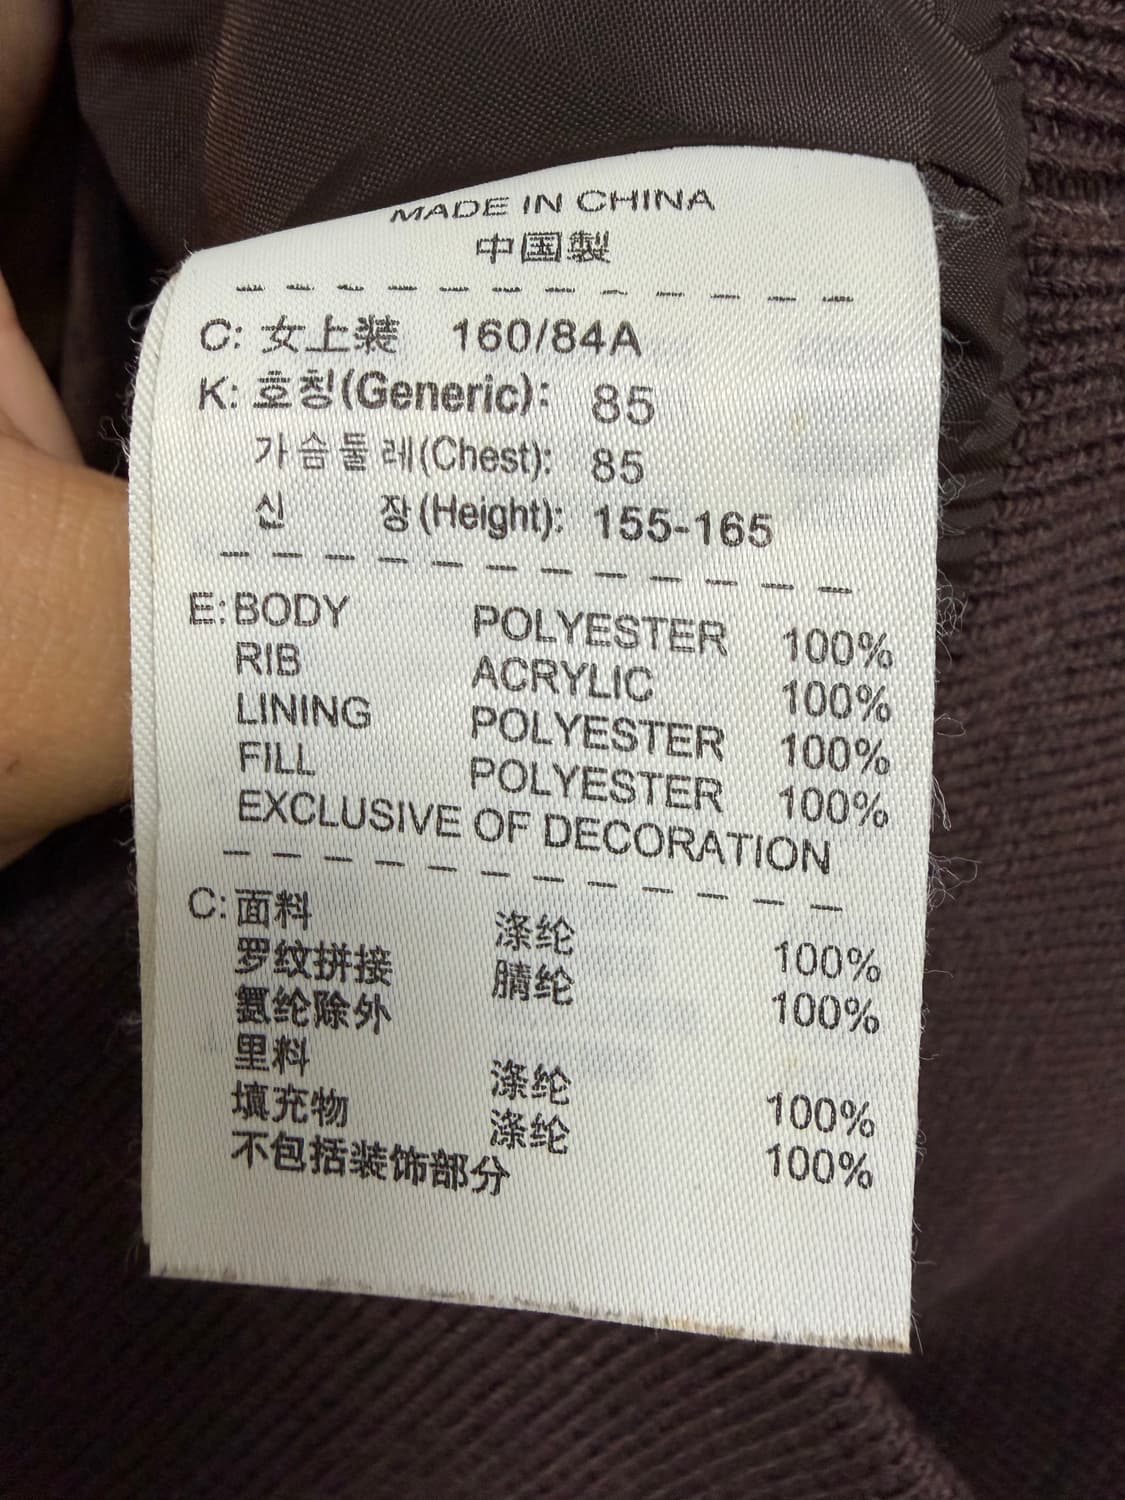 MADE IN CHINA
中国製
C: 女上装 160/84A
K: 호칭(Generic): 85
가슴둘레(Chest): 85
신 장(Height): 155-165
E: BODY POLYESTER 100%
RIB ACRYLIC 100%
LINING POLYESTER 100%
FILL POLYESTER 100%
EXCLUSIVE OF DECORATION
C: 面料 涤纶 100%
罗纹拼接 腈纶 100%
氨纶除外
里料 涤纶 100%
填充物 涤纶 100%
不包括装饰部分